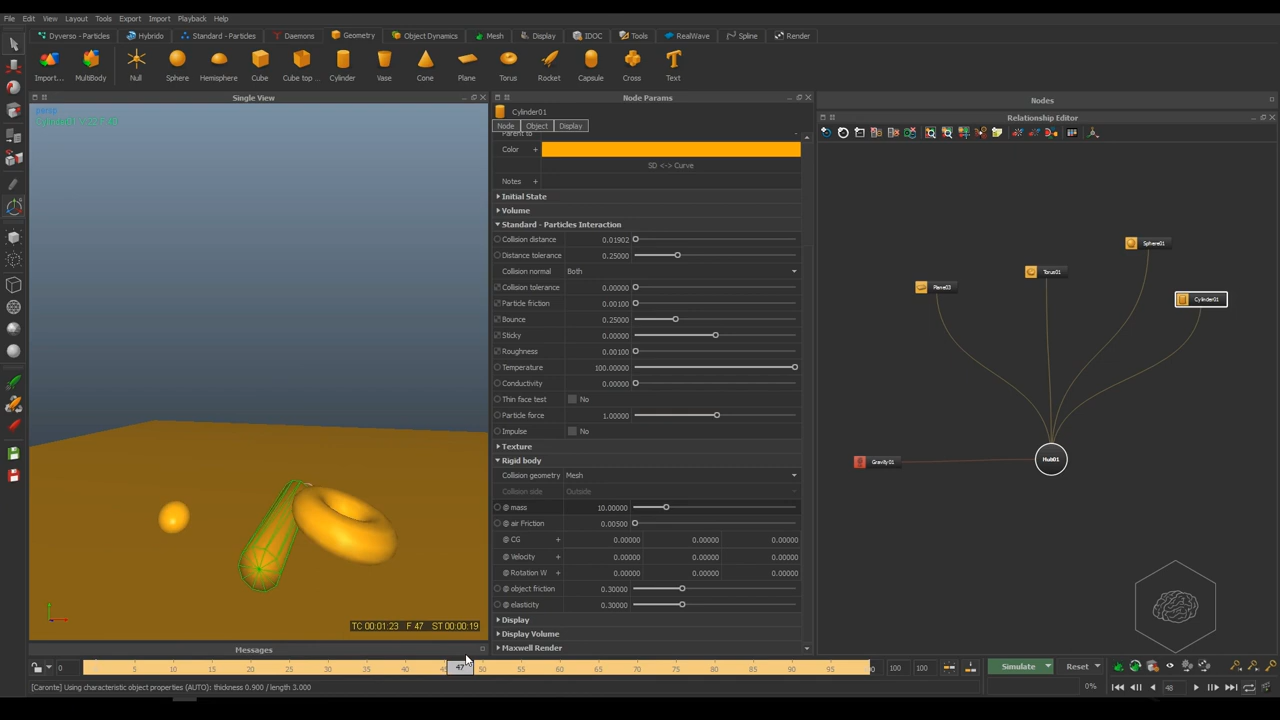 File Edit View Layout Tools Export Import Playback Help
Dyverso - Particles Hybrido Standard - Particles Daemons Geometry Object Dynamics Mesh Display IDOC Tools RealWave Spline Render
Import... MultiBody Null Sphere Hemisphere Cube Cube top ... Cylinder Vase Cone Plane Torus Rocket Capsule Cross Text
Single View
Node Params
Nodes
Cylinder01
Relationship Editor
Node Object Display
Parent to
Color +
SD <-> Curve
Notes +
Initial State
Volume
Standard - Particles Interaction
Collision distance 0.01902
Distance tolerance 0.25000
Collision normal Both
Collision tolerance 0.00000
Particle friction 0.00100
Bounce 0.25000
Sticky 0.00000
Roughness 0.00100
Temperature 100.00000
Conductivity 0.00000
Thin face test No
Particle force 1.00000
Impulse No
Texture
Rigid body
Collision geometry Mesh
Collision side Outside
@ mass 10.00000
@ air Friction 0.00500
@ CG + 0.00000 0.00000 0.00000
@ Velocity + 0.00000 0.00000 0.00000
@ Rotation W + 0.00000 0.00000 0.00000
@ object friction 0.30000
@ elasticity 0.30000
Display
Display Volume
Maxwell Render
Sphere01
Torus01
Plane03
Cylinder01
Gravity01
Hub01
TC 00:01:23 F 47 ST 00:00:19
Messages
0 5 10 15 20 25 30 35 40 45 47 50 55 60 65 70 75 80 85 90 95 100 100
Simulate Reset
[Caronte] Using characteristic object properties (AUTO): thickness 0.900 / length 3.000
0% 48